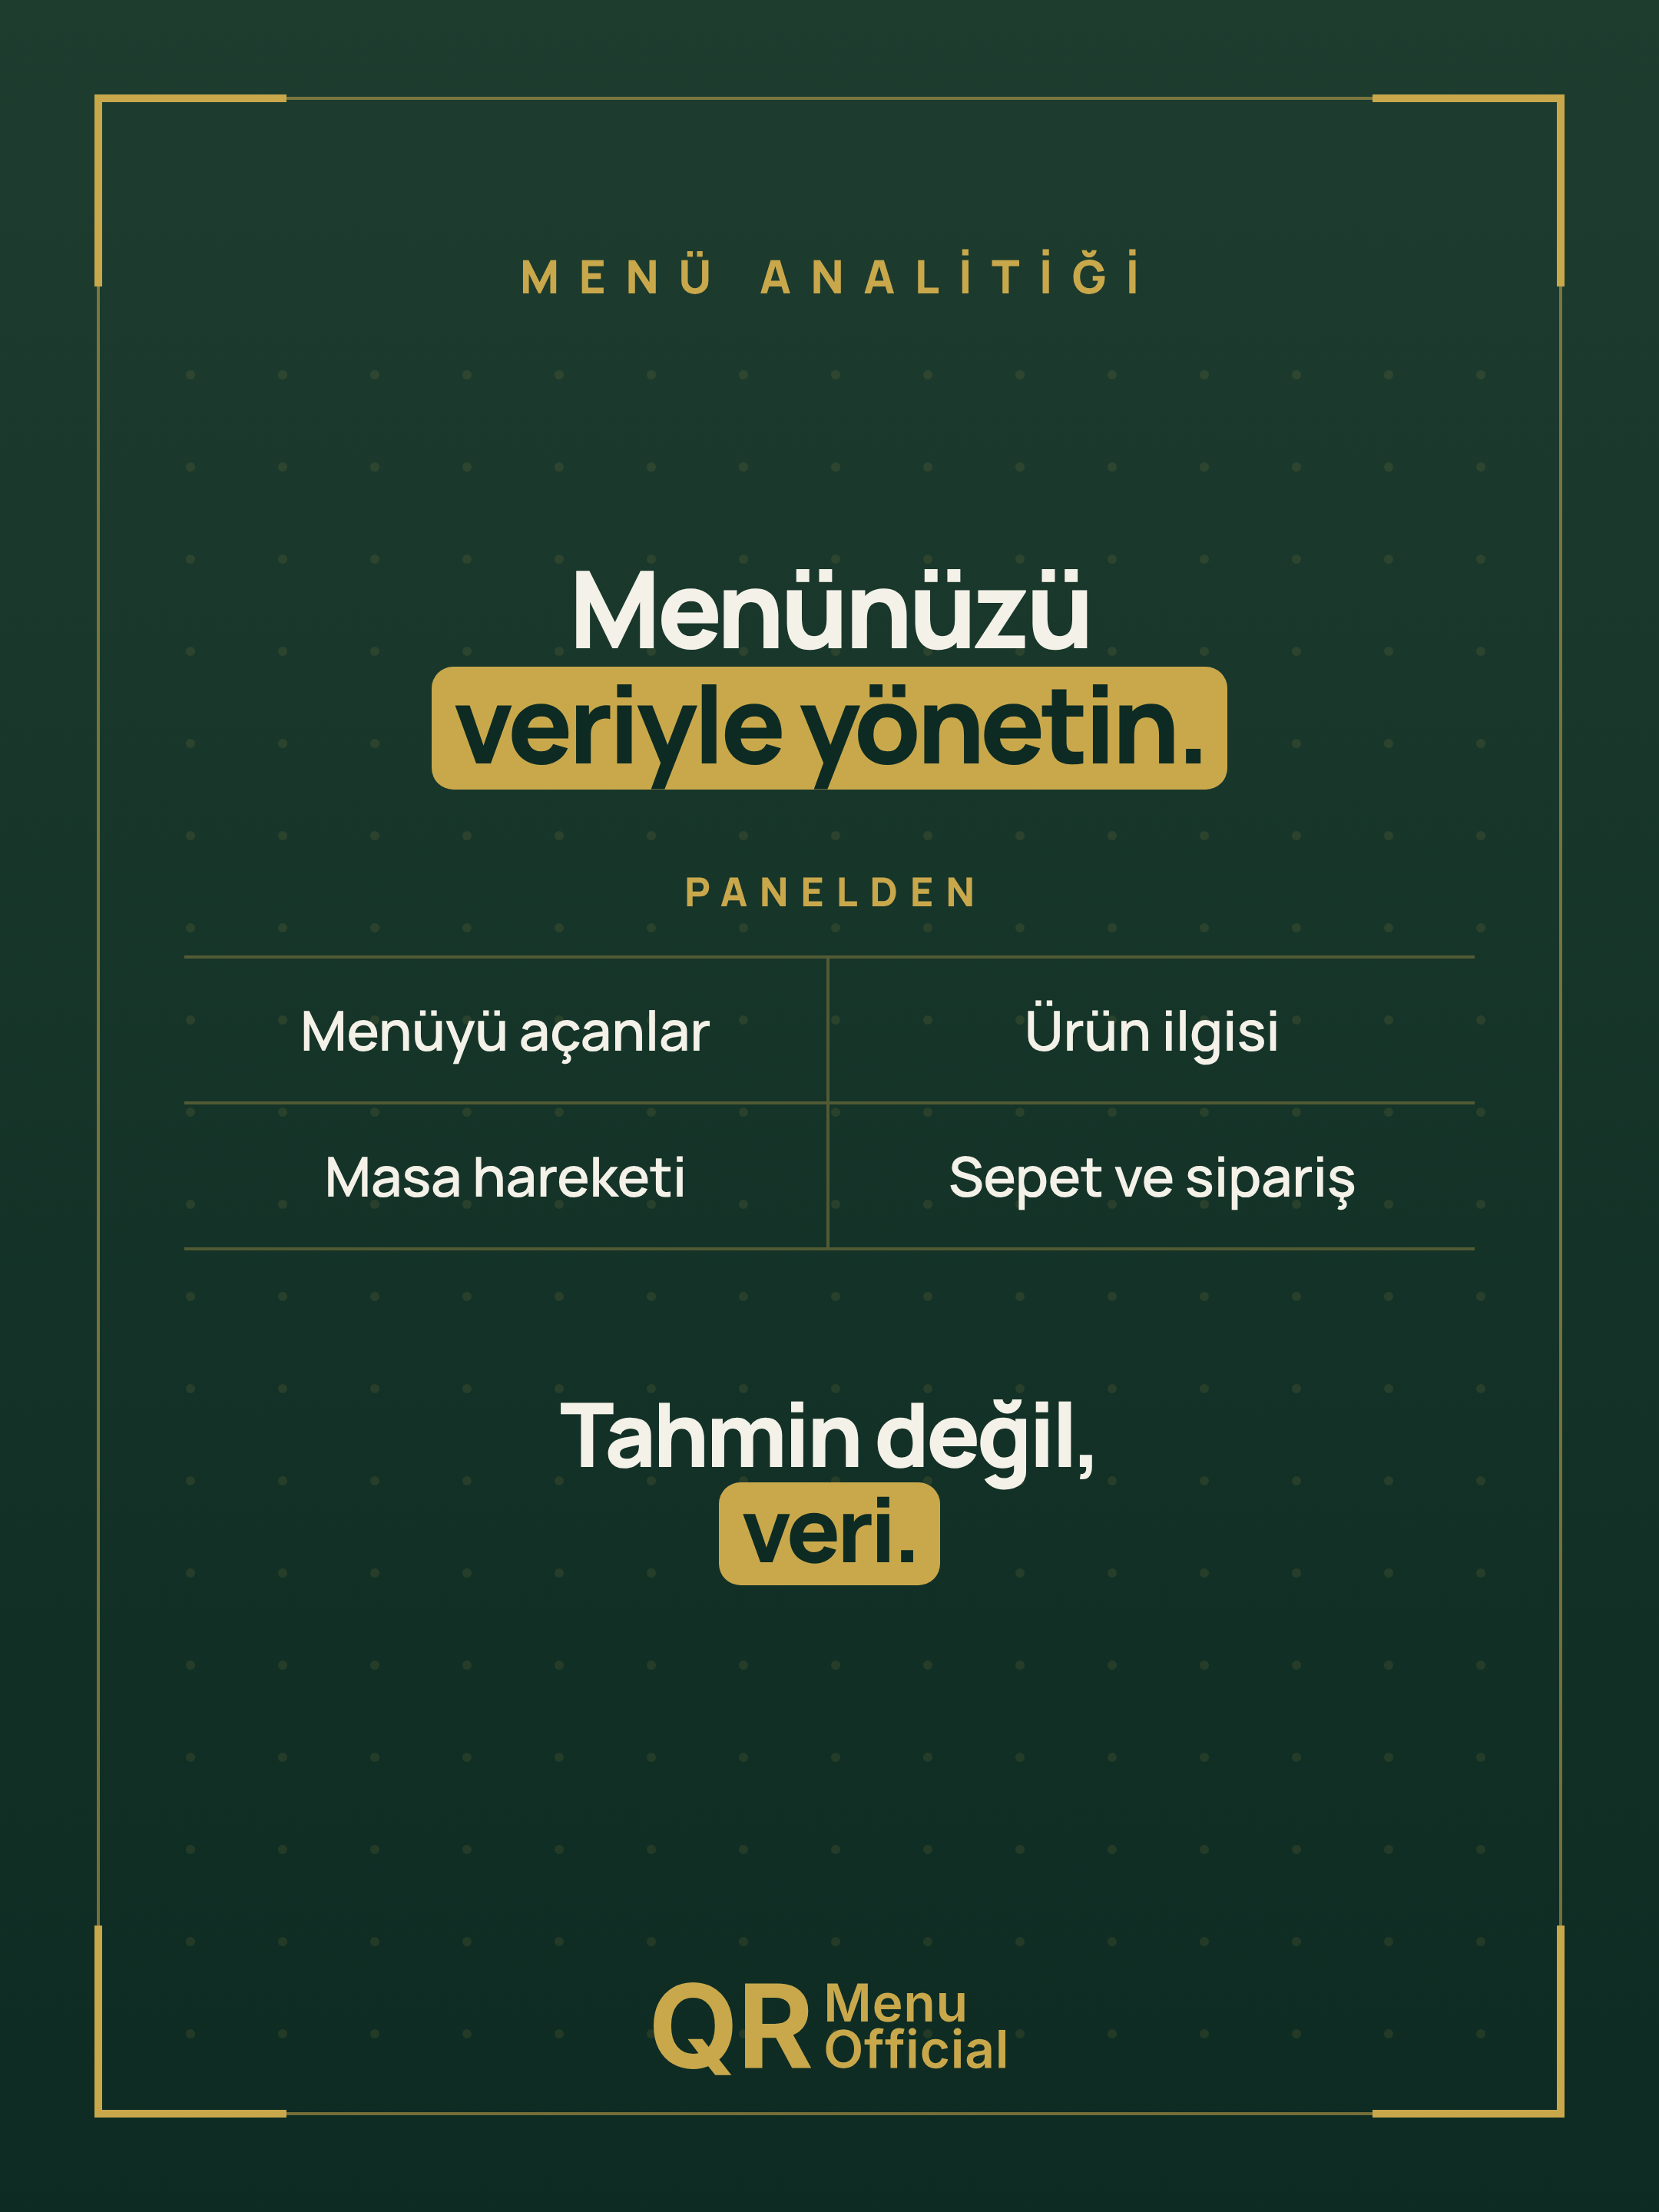 MENÜ ANALİTİĞİ
Menünüzü
veriyle yönetin.
PANELDEN
Menüyü açanlar
Ürün ilgisi
Masa hareketi
Sepet ve sipariş
Tahmin değil,
veri.
QR Menu
Official